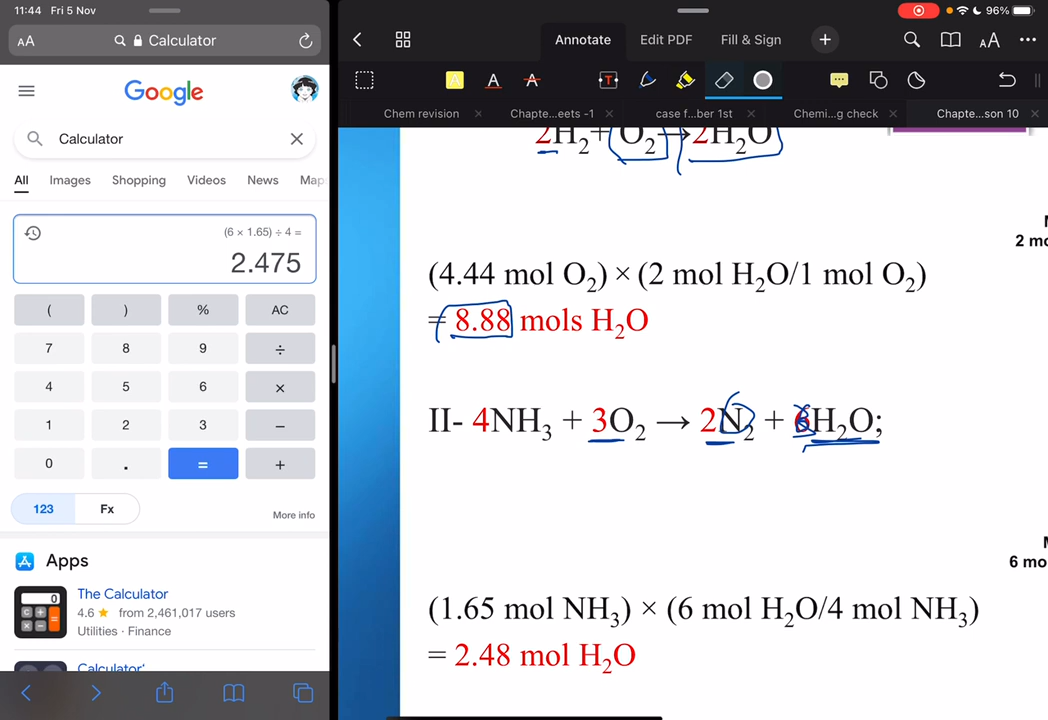 11:44 Fri 5 Nov
96%
AA Calculator
Google
Calculator
All Images Shopping Videos News Map
(6 × 1.65) ÷ 4 =
2.475
( ) % AC
7 8 9 ÷
4 5 6 ×
1 2 3 −
0 . = +
123 Fx
More info
Apps
The Calculator
4.6 ★ from 2,461,017 users
Utilities · Finance
Calculator
Annotate Edit PDF Fill & Sign
AA
A A A T
Chem revision × Chapte...eets -1 × case f...ber 1st × Chemi...g check × Chapte...son 10 ×
2H₂+ O₂ → 2H₂O
2 mo
(4.44 mol O₂) × (2 mol H₂O/1 mol O₂)
= 8.88 mols H₂O
II- 4NH₃ + 3O₂ → 2N₂ + 6H₂O;
6 mo
(1.65 mol NH₃) × (6 mol H₂O/4 mol NH₃)
= 2.48 mol H₂O